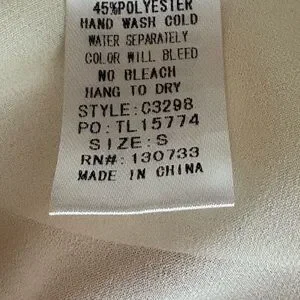 45%POLYESTER
HAND WASH COLD
WATER SEPARATELY
COLOR WILL BLEED
NO BLEACH
HANG TO DRY
STYLE:C3298
PO:TL15774
SIZE:S
RN#:130733
MADE IN CHINA